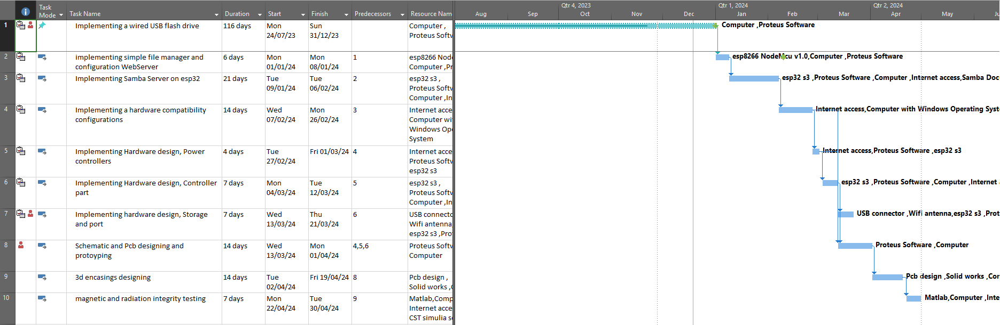 Task
Mode
Task Name
Duration
Start
Finish
Predecessors
Resource Nam
Qtr 4, 2023
Qtr 1, 2024
Qtr 2, 2024
Aug
Sep
Oct
Nov
Dec
Jan
Feb
Mar
Apr
May
1
Implementing a wired USB flash drive
116 days
Mon
24/07/23
Sun
31/12/23
Computer ,
Proteus Softw
Computer ,Proteus Software
2
implementing simple file manager and
configuration WebServer
6 days
Mon
01/01/24
Mon
08/01/24
1
esp8266 Node
Computer ,Pr
esp8266 NodeMcu v1.0,Computer ,Proteus Software
3
Implementing Samba Server on esp32
21 days
Tue
09/01/24
Tue
06/02/24
2
esp32 s3 ,
Proteus Softw
Computer ,In
esp32 s3 ,Proteus Software ,Computer ,Internet access,Samba Doc
4
Implementing a hardware compatibility
configurations
14 days
Wed
07/02/24
Mon
26/02/24
3
Internet acce
Computer wi
Windows Ope
System
Internet access,Computer with Windows Operating Syst
5
Implementing Hardware design, Power
controllers
4 days
Tue
27/02/24
Fri 01/03/24
4
Internet acce
Proteus Softw
esp32 s3
Internet access,Proteus Software ,esp32 s3
6
Implementing Hardware design, Controller
part
7 days
Mon
04/03/24
Tue
12/03/24
5
esp32 s3 ,
Proteus Softw
Computer ,In
esp32 s3 ,Proteus Software ,Computer ,Internet
7
Implementing hardware design, Storage
and port
7 days
Wed
13/03/24
Thu
21/03/24
6
USB connecto
Wifi antenna,
esp32 s3 ,Pro
USB connector ,Wifi antenna,esp32 s3 ,Prot
8
Schematic and Pcb designing and
protoyping
14 days
Wed
13/03/24
Mon
01/04/24
4,5,6
Proteus Softw
Computer
Proteus Software ,Computer
9
3d encasings designing
14 days
Tue
02/04/24
Fri 19/04/24
8
Pcb design ,
Solid works ,C
Pcb design ,Solid works ,Cor
10
magnetic and radiation integrity testing
7 days
Mon
22/04/24
Tue
30/04/24
9
Matlab,Comp
Internet acce
CST simulia s
Matlab,Computer ,Inte